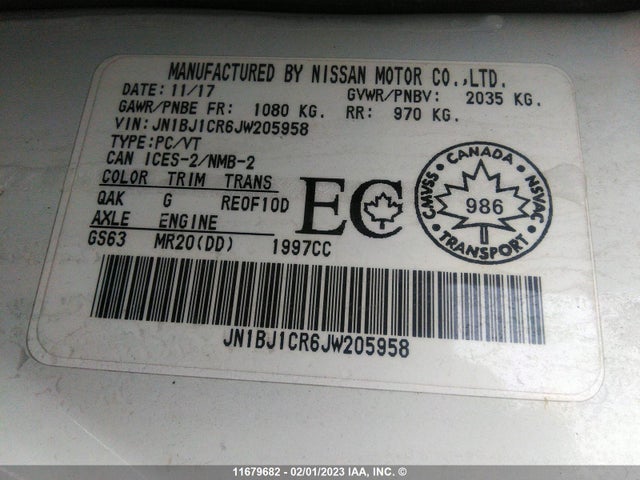 MANUFACTURED BY NISSAN MOTOR CO.,LTD.
DATE: 11/17 GVWR/PNBV: 2035 KG.
GAWR/PNBE FR: 1080 KG. RR: 970 KG.
VIN: JN1BJ1CR6JW205958
TYPE:PC/VT
CAN ICES-2/NMB-2
COLOR TRIM TRANS
QAK G RE0F10D
AXLE ENGINE
GS63 MR20(DD) 1997CC
EC
CANADA
CMVSS 986 NSVAC
TRANSPORT
JN1BJ1CR6JW205958
11679682 - 02/01/2023 IAA, INC. ©